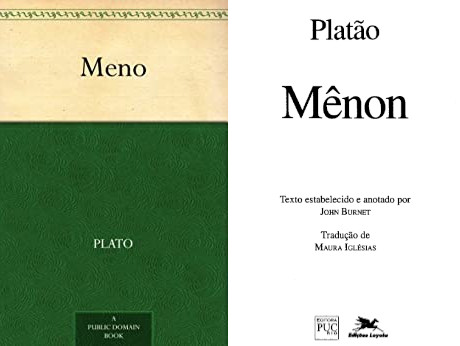 Meno
PLATO
A
PUBLIC DOMAIN
BOOK
Platão
Mênon
Texto estabelecido e anotado por
JOHN BURNET
Tradução de
MAURA IGLÉSIAS
EDITORA
PUC
RIO
Edições Loyola